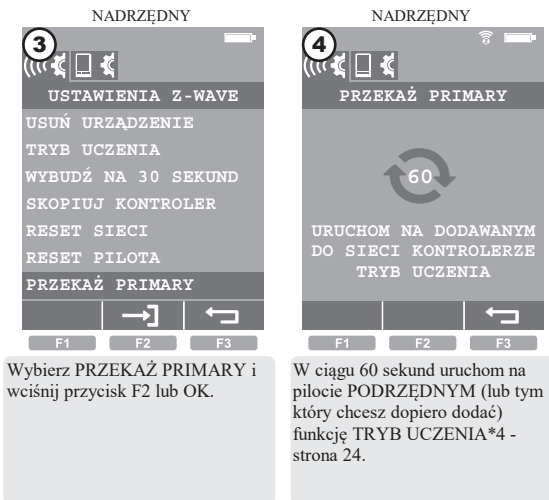 NADRZĘDNY
3
USTAWIENIA Z-WAVE
USUŃ URZĄDZENIE
TRYB UCZENIA
WYBUDŹ NA 30 SEKUND
SKOPIUJ KONTROLER
RESET SIECI
RESET PILOTA
PRZEKAŻ PRIMARY
F1 F2 F3
Wybierz PRZEKAŻ PRIMARY i
wciśnij przycisk F2 lub OK.
NADRZĘDNY
4
PRZEKAŻ PRIMARY
60
URUCHOM NA DODAWANYM
DO SIECI KONTROLERZE
TRYB UCZENIA
F1 F2 F3
W ciągu 60 sekund uruchom na
pilocie PODRZĘDNYM (lub tym
który chcesz dopiero dodać)
funkcję TRYB UCZENIA*4 -
strona 24.